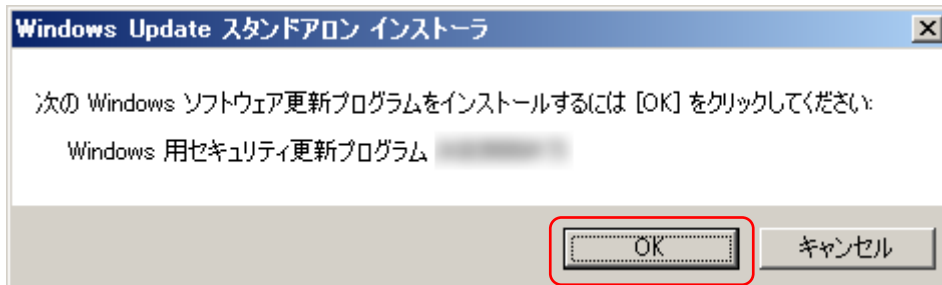 Windows Update スタンドアロン インストーラ
次の Windows ソフトウェア更新プログラムをインストールするには [OK] をクリックしてください:
Windows 用セキュリティ更新プログラム
OK キャンセル